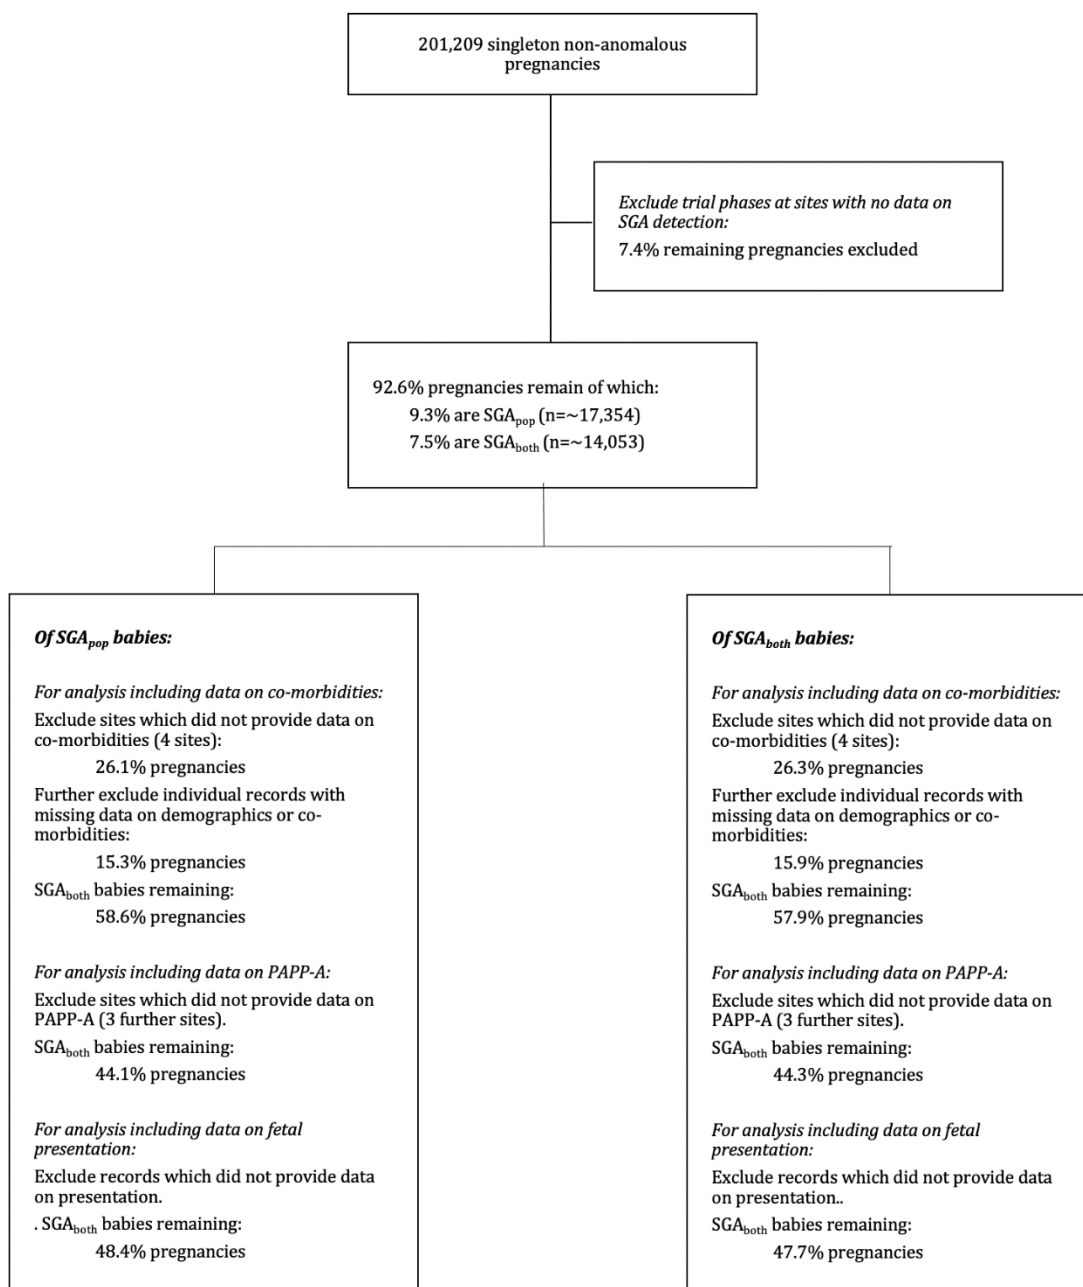 201,209 singleton non-anomalous
pregnancies
Exclude trial phases at sites with no data on
SGA detection:
7.4% remaining pregnancies excluded
92.6% pregnancies remain of which:
9.3% are SGApop (n=~17,354)
7.5% are SGAboth (n=~14,053)
Of SGApop babies:
For analysis including data on co-morbidities:
Exclude sites which did not provide data on
co-morbidities (4 sites):
26.1% pregnancies
Further exclude individual records with
missing data on demographics or co-
morbidities:
15.3% pregnancies
SGAboth babies remaining:
58.6% pregnancies
For analysis including data on PAPP-A:
Exclude sites which did not provide data on
PAPP-A (3 further sites).
SGAboth babies remaining:
44.1% pregnancies
For analysis including data on fetal
presentation:
Exclude records which did not provide data
on presentation.
. SGAboth babies remaining:
48.4% pregnancies
Of SGAboth babies:
For analysis including data on co-morbidities:
Exclude sites which did not provide data on
co-morbidities (4 sites):
26.3% pregnancies
Further exclude individual records with
missing data on demographics or co-
morbidities:
15.9% pregnancies
SGAboth babies remaining:
57.9% pregnancies
For analysis including data on PAPP-A:
Exclude sites which did not provide data on
PAPP-A (3 further sites).
SGAboth babies remaining:
44.3% pregnancies
For analysis including data on fetal
presentation:
Exclude records which did not provide data
on presentation..
SGAboth babies remaining:
47.7% pregnancies